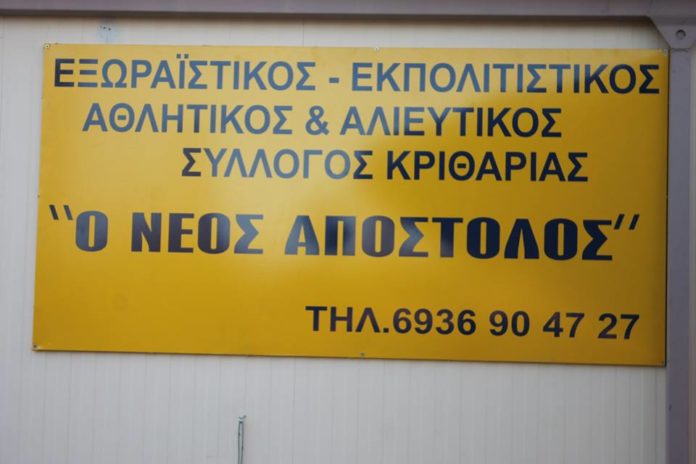 ΕΞΩΡΑΪΣΤΙΚΟΣ - ΕΚΠΟΛΙΤΙΣΤΙΚΟΣ
ΑΘΛΗΤΙΚΟΣ & ΑΛΙΕΥΤΙΚΟΣ
ΣΥΛΛΟΓΟΣ ΚΡΙΘΑΡΙΑΣ
"Ο ΝΕΟΣ ΑΠΟΣΤΟΛΟΣ"
ΤΗΛ.6936 90 47 27